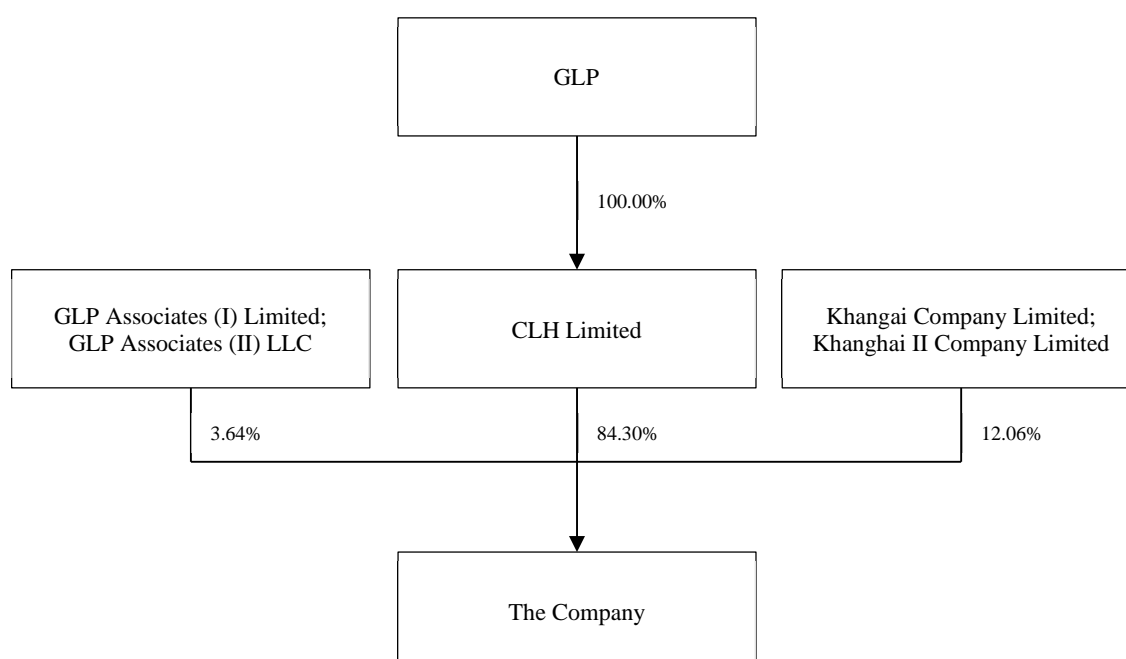 GLP
100.00%
GLP Associates (I) Limited;
GLP Associates (II) LLC
CLH Limited
Khangai Company Limited;
Khanghai II Company Limited
3.64%
84.30%
12.06%
The Company